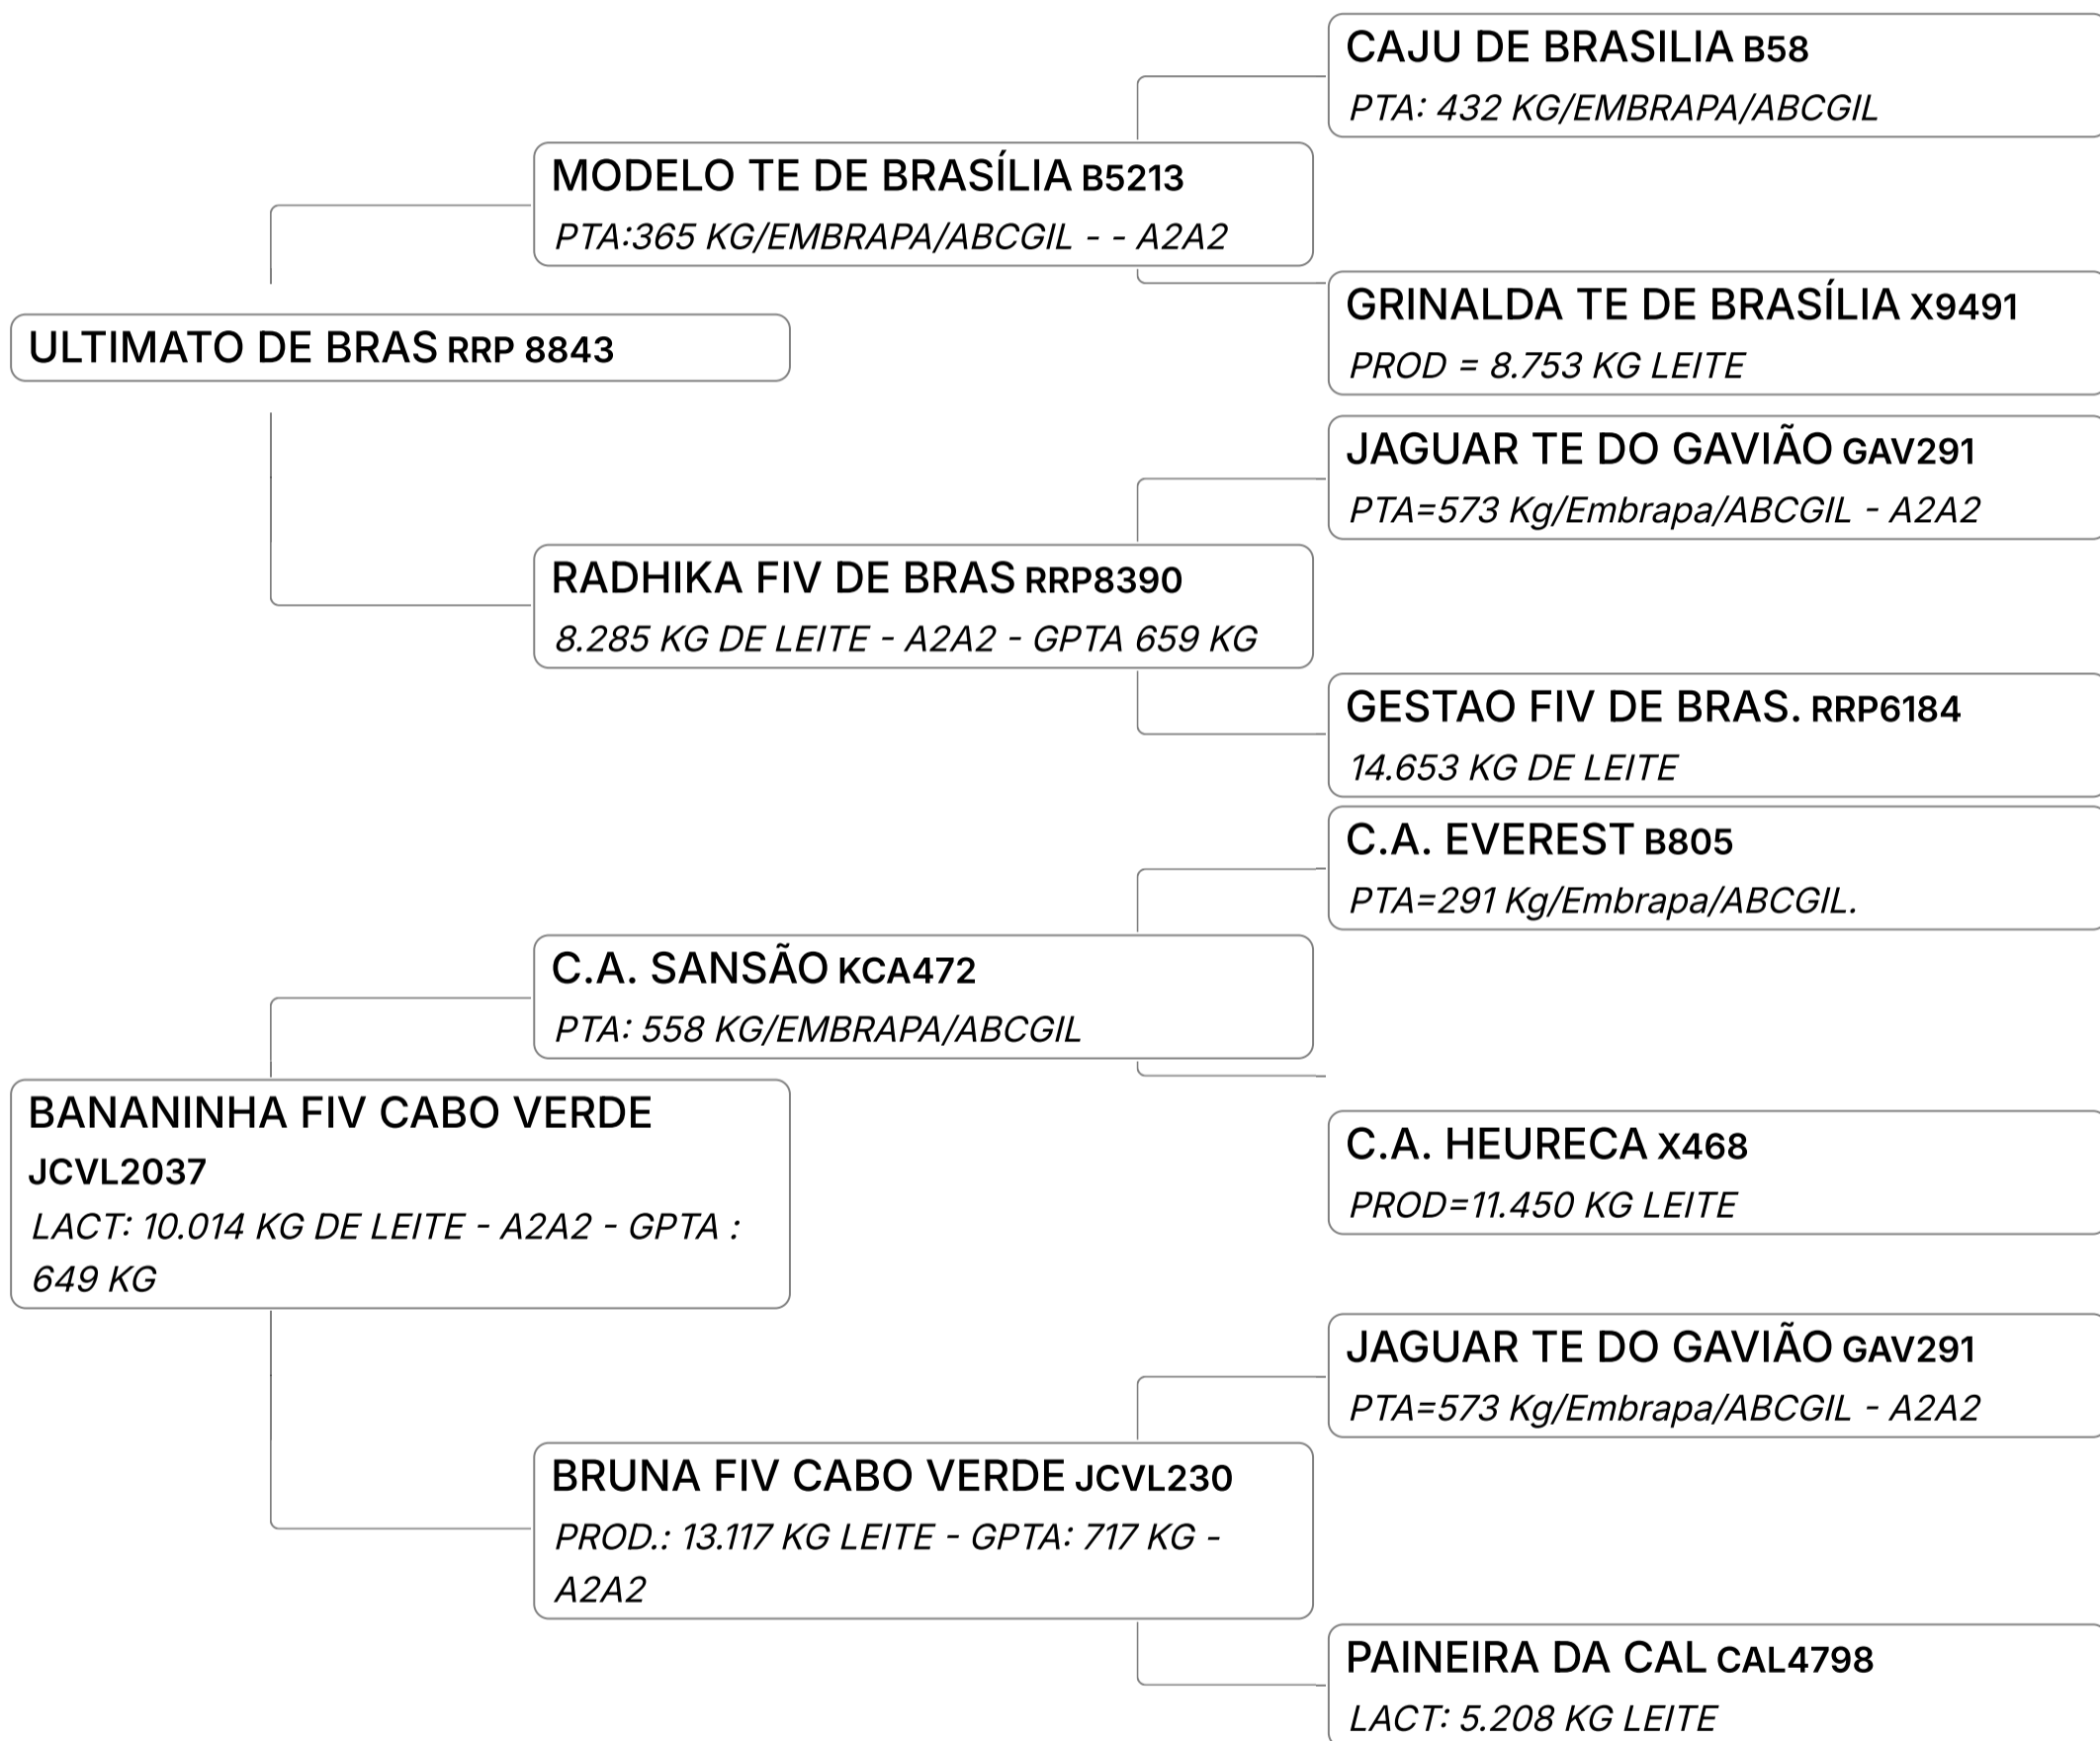 CAJU DE BRASILIA B58
PTA: 432 KG/EMBRAPA/ABCGIL
MODELO TE DE BRASÍLIA B5213
PTA:365 KG/EMBRAPA/ABCGIL - - A2A2
GRINALDA TE DE BRASÍLIA X9491
PROD = 8.753 KG LEITE
ULTIMATO DE BRAS RRP 8843
JAGUAR TE DO GAVIÃO GAV291
PTA=573 Kg/Embrapa/ABCGIL - A2A2
RADHIKA FIV DE BRAS RRP8390
8.285 KG DE LEITE - A2A2 - GPTA 659 KG
GESTAO FIV DE BRAS. RRP6184
14.653 KG DE LEITE
C.A. EVEREST B805
PTA=291 Kg/Embrapa/ABCGIL.
C.A. SANSÃO KCA472
PTA: 558 KG/EMBRAPA/ABCGIL
BANANINHA FIV CABO VERDE
JCVL2037
LACT: 10.014 KG DE LEITE - A2A2 - GPTA :
649 KG
C.A. HEURECA X468
PROD=11.450 KG LEITE
JAGUAR TE DO GAVIÃO GAV291
PTA=573 Kg/Embrapa/ABCGIL - A2A2
BRUNA FIV CABO VERDE JCVL230
PROD.: 13.117 KG LEITE - GPTA: 717 KG -
A2A2
PAINEIRA DA CAL CAL4798
LACT: 5.208 KG LEITE